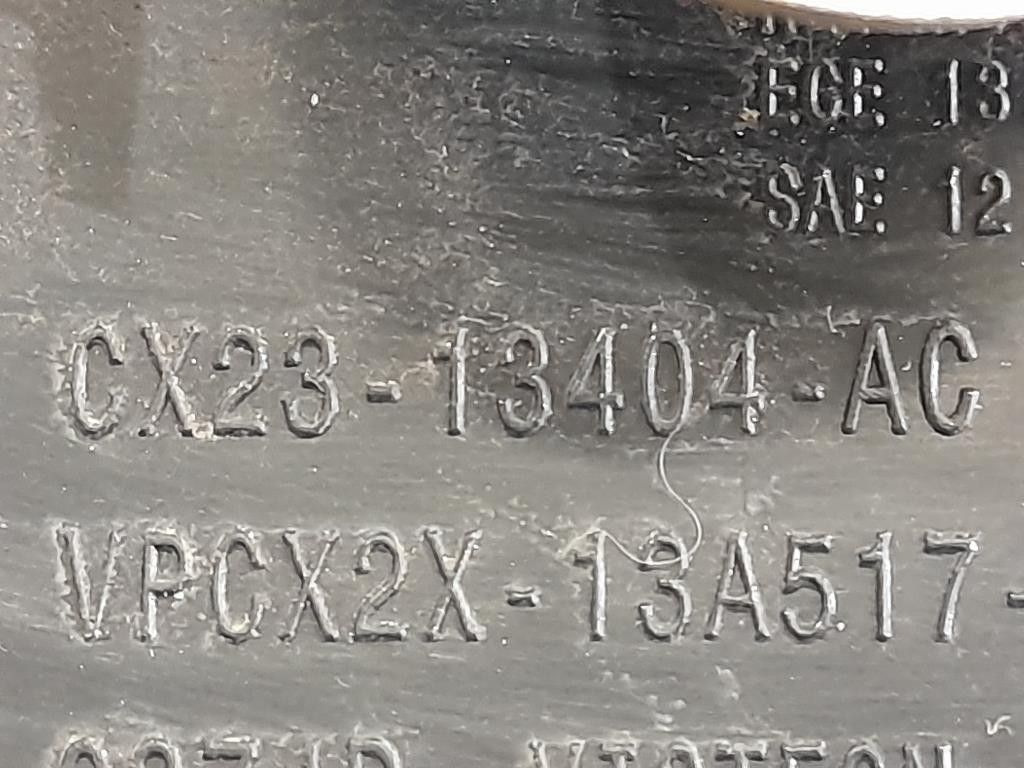 ECE 13
SAE 12
CX23-13404-AC
VPCX2X-13A517-